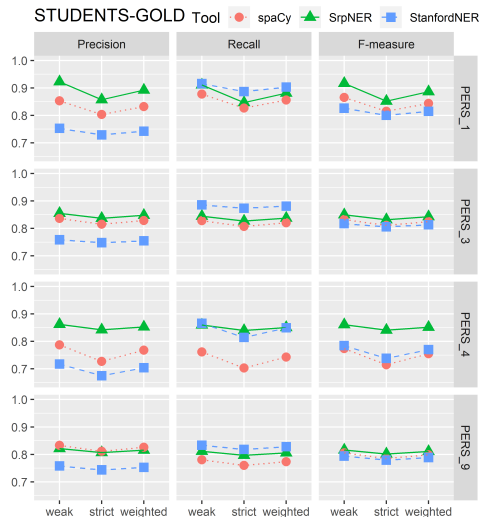 STUDENTS-GOLD Tool spaCy SrpNER StanfordNER
Precision Recall F-measure
1.0
0.9
0.8
0.7
PERS_1
1.0
0.9
0.8
0.7
PERS_3
1.0
0.9
0.8
0.7
PERS_4
1.0
0.9
0.8
0.7
PERS_9
weak strict weighted weak strict weighted weak strict weighted